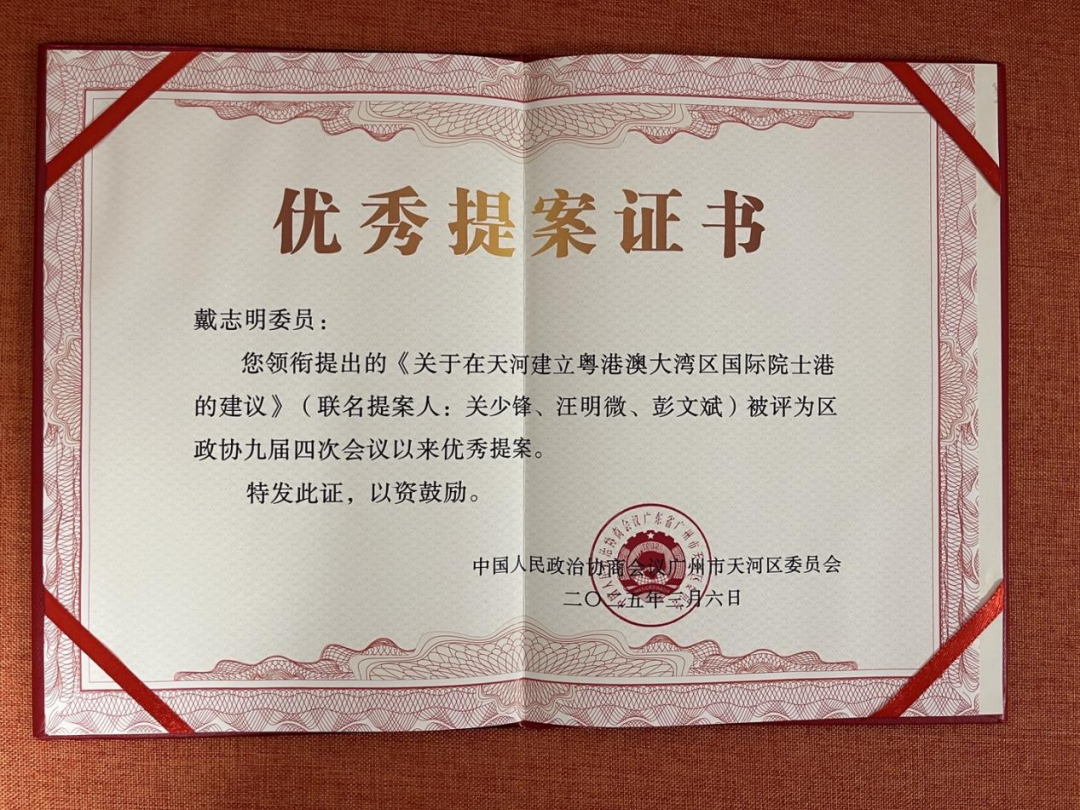 优秀提案证书
戴志明委员：
您领衔提出的《关于在天河建立粤港澳大湾区国际院士港
的建议》（联名提案人：关少锋、汪明微、彭文斌）被评为区
政协九届四次会议以来优秀提案。
特发此证，以资鼓励。
中国人民政治协商会议广州市天河区委员会
二〇二五年三月六日